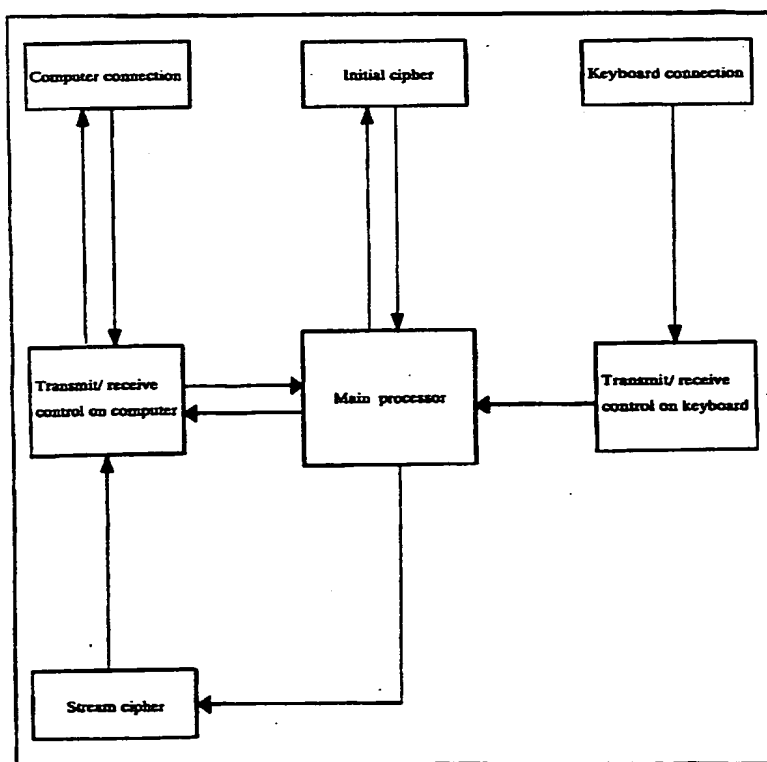 Computer connection
Initial cipher
Keyboard connection
Transmit/ receive
control on computer
Main processor
Transmit/ receive
control on keyboard
Stream cipher